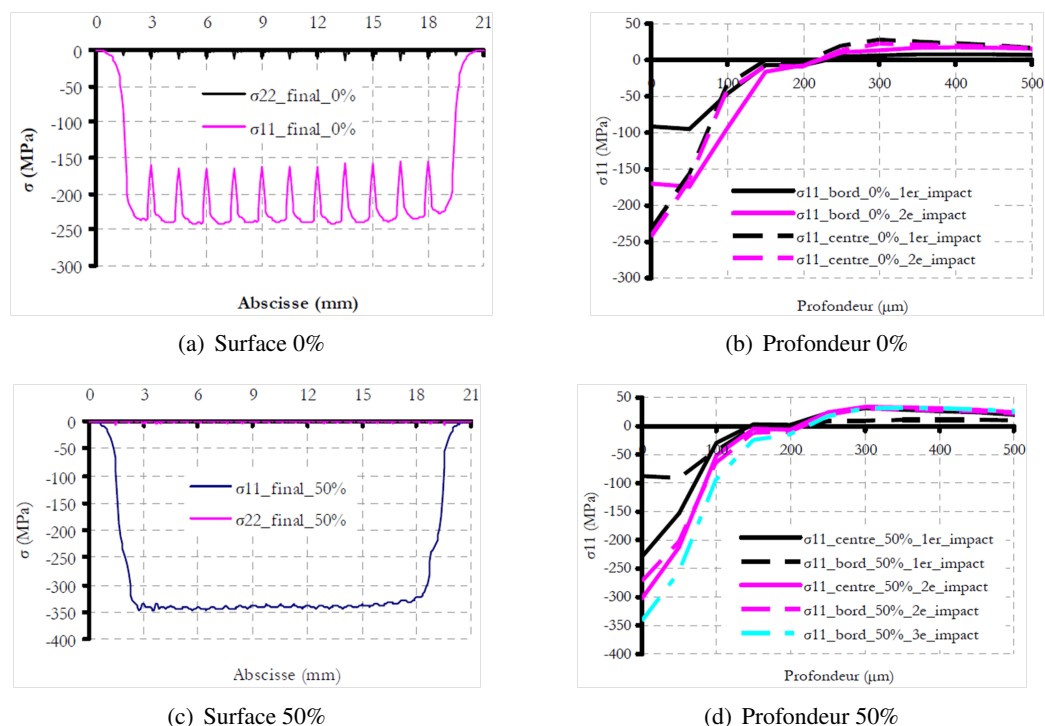 0 3 6 9 12 15 18 21
0
-50
-100
-150
-200
-250
-300
σ (MPa)
σ22_final_0%
σ11_final_0%
Abscisse (mm)
(a) Surface 0%
50
0
-50
-100
-150
-200
-250
-300
σ11 (MPa)
0 100 200 300 400 500
σ11_bord_0%_1er_impact
σ11_bord_0%_2e_impact
σ11_centre_0%_1er_impact
σ11_centre_0%_2e_impact
Profondeur (µm)
(b) Profondeur 0%
0 3 6 9 12 15 18 21
0
-50
-100
-150
-200
-250
-300
-350
-400
σ (MPa)
σ11_final_50%
σ22_final_50%
Abscisse (mm)
(c) Surface 50%
50
0
-50
-100
-150
-200
-250
-300
-350
-400
σ11 (MPa)
0 100 200 300 400 500
σ11_centre_50%_1er_impact
σ11_bord_50%_1er_impact
σ11_centre_50%_2e_impact
σ11_bord_50%_2e_impact
σ11_bord_50%_3e_impact
Profondeur (µm)
(d) Profondeur 50%